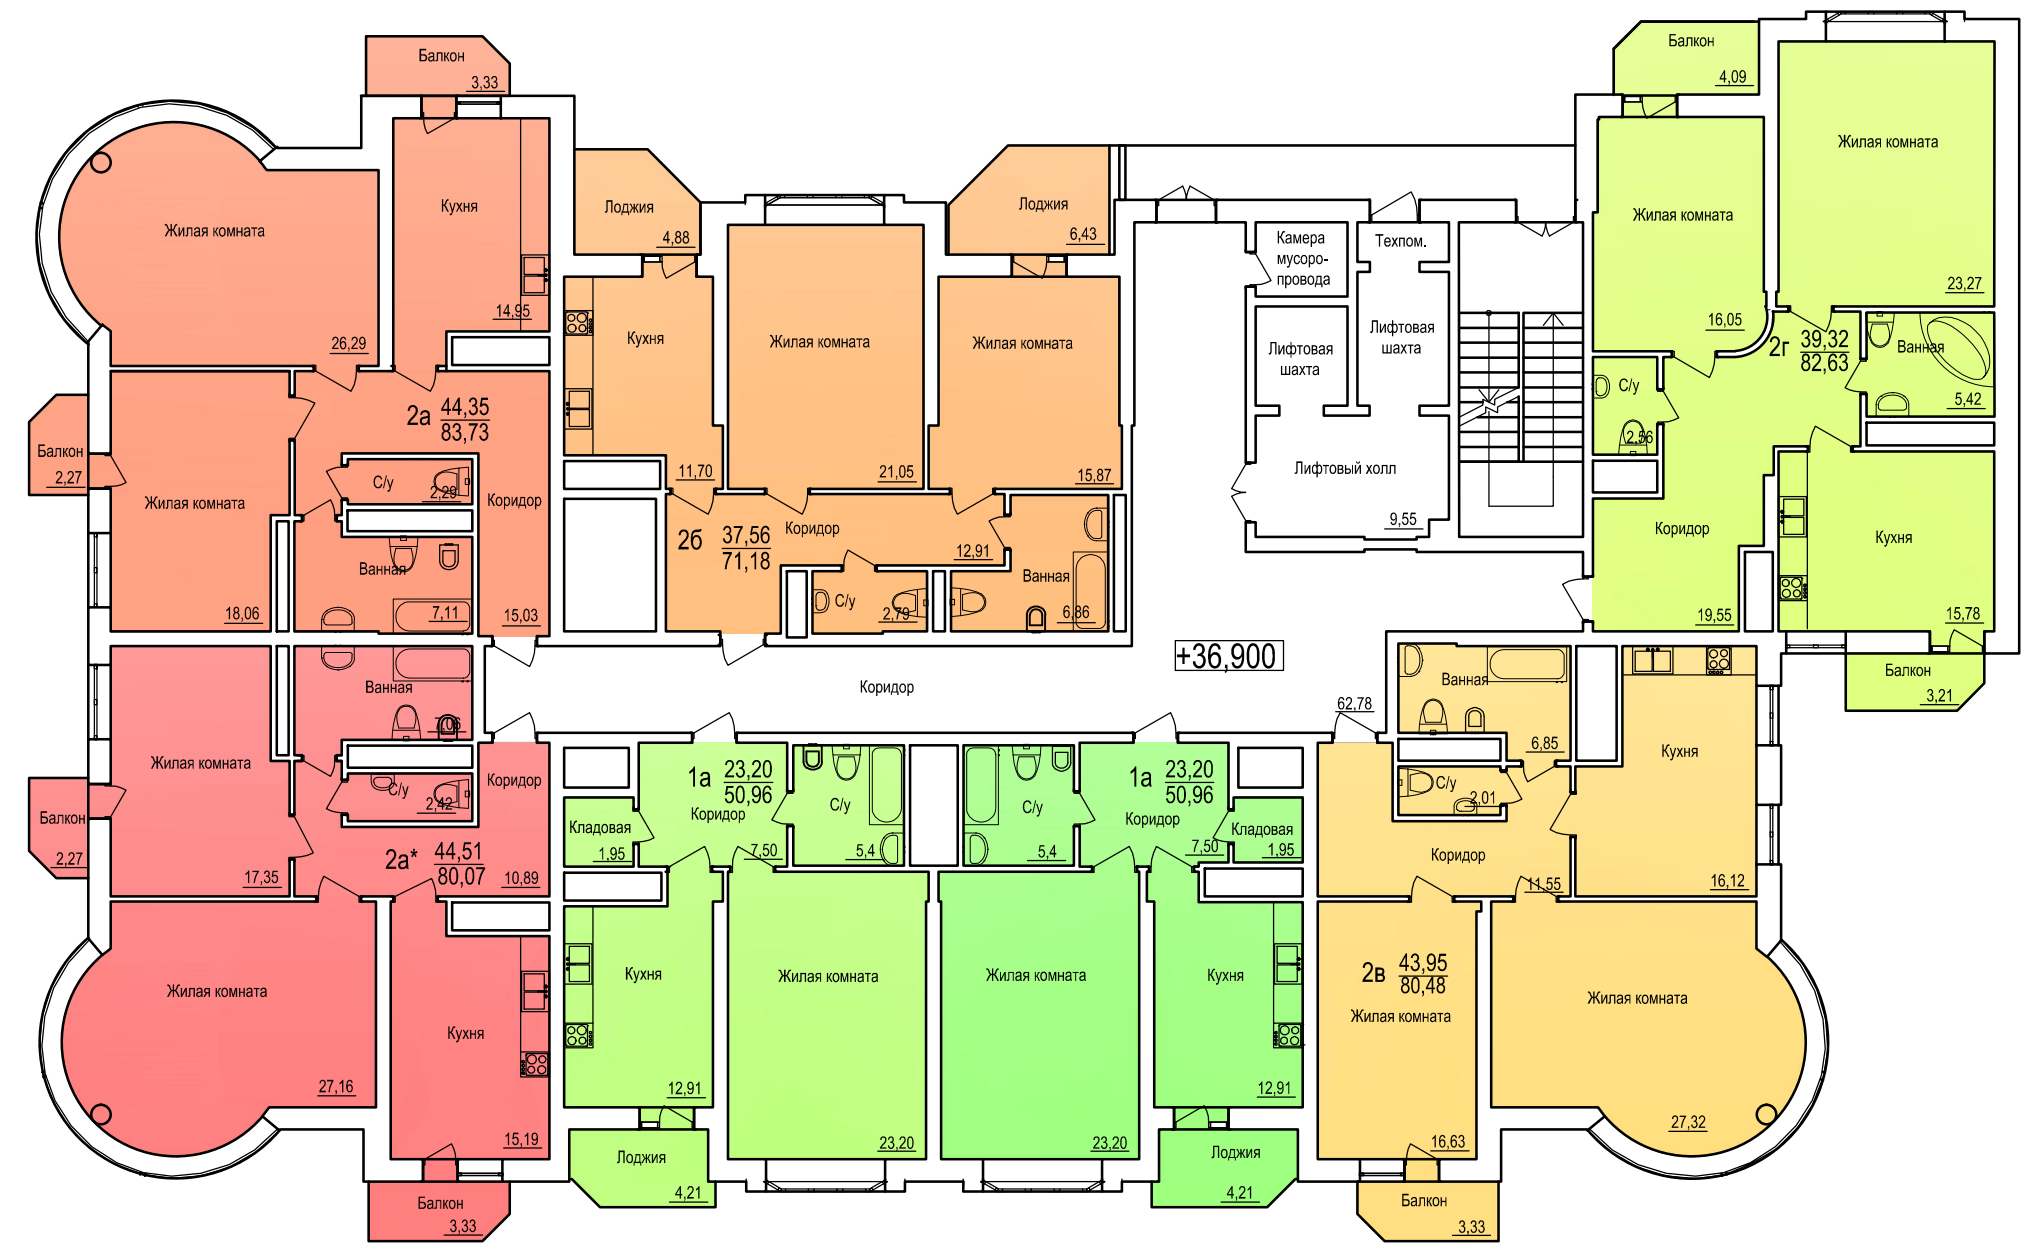 Балкон
3,33
Жилая комната
26,29
Кухня
14,95
Балкон
2,27
Жилая комната
18,06
2а
44,35
83,73
С/у
2,29
Ванная
7,11
Коридор
15,03
Лоджия
4,88
Кухня
11,70
Жилая комната
21,05
Лоджия
6,43
Жилая комната
15,87
2б
37,56
71,18
Коридор
12,91
С/у
2,79
Ванная
6,86
Камера
мусоро-
провода
Техпом.
Лифтовая
шахта
Лифтовая
шахта
Лифтовый холл
9,55
Балкон
4,09
Жилая комната
16,05
Жилая комната
23,27
2г
39,32
82,63
Ванная
5,42
С/у
2,56
Коридор
19,55
Кухня
15,78
Балкон
3,21
+36,900
Коридор
62,78
Жилая комната
17,35
Ванная
7,06
С/у
2,42
Коридор
10,89
Балкон
2,27
2а*
44,51
80,07
Жилая комната
27,16
Кухня
15,19
Балкон
3,33
1а
23,20
50,96
Коридор
7,50
Кладовая
1,95
С/у
5,4
Кухня
12,91
Жилая комната
23,20
Лоджия
4,21
1а
23,20
50,96
Коридор
7,50
С/у
5,4
Кладовая
1,95
Жилая комната
23,20
Кухня
12,91
Лоджия
4,21
Ванная
6,85
С/у
2,01
Кухня
16,12
Коридор
11,55
2в
43,95
80,48
Жилая комната
16,63
Жилая комната
27,32
Балкон
3,33